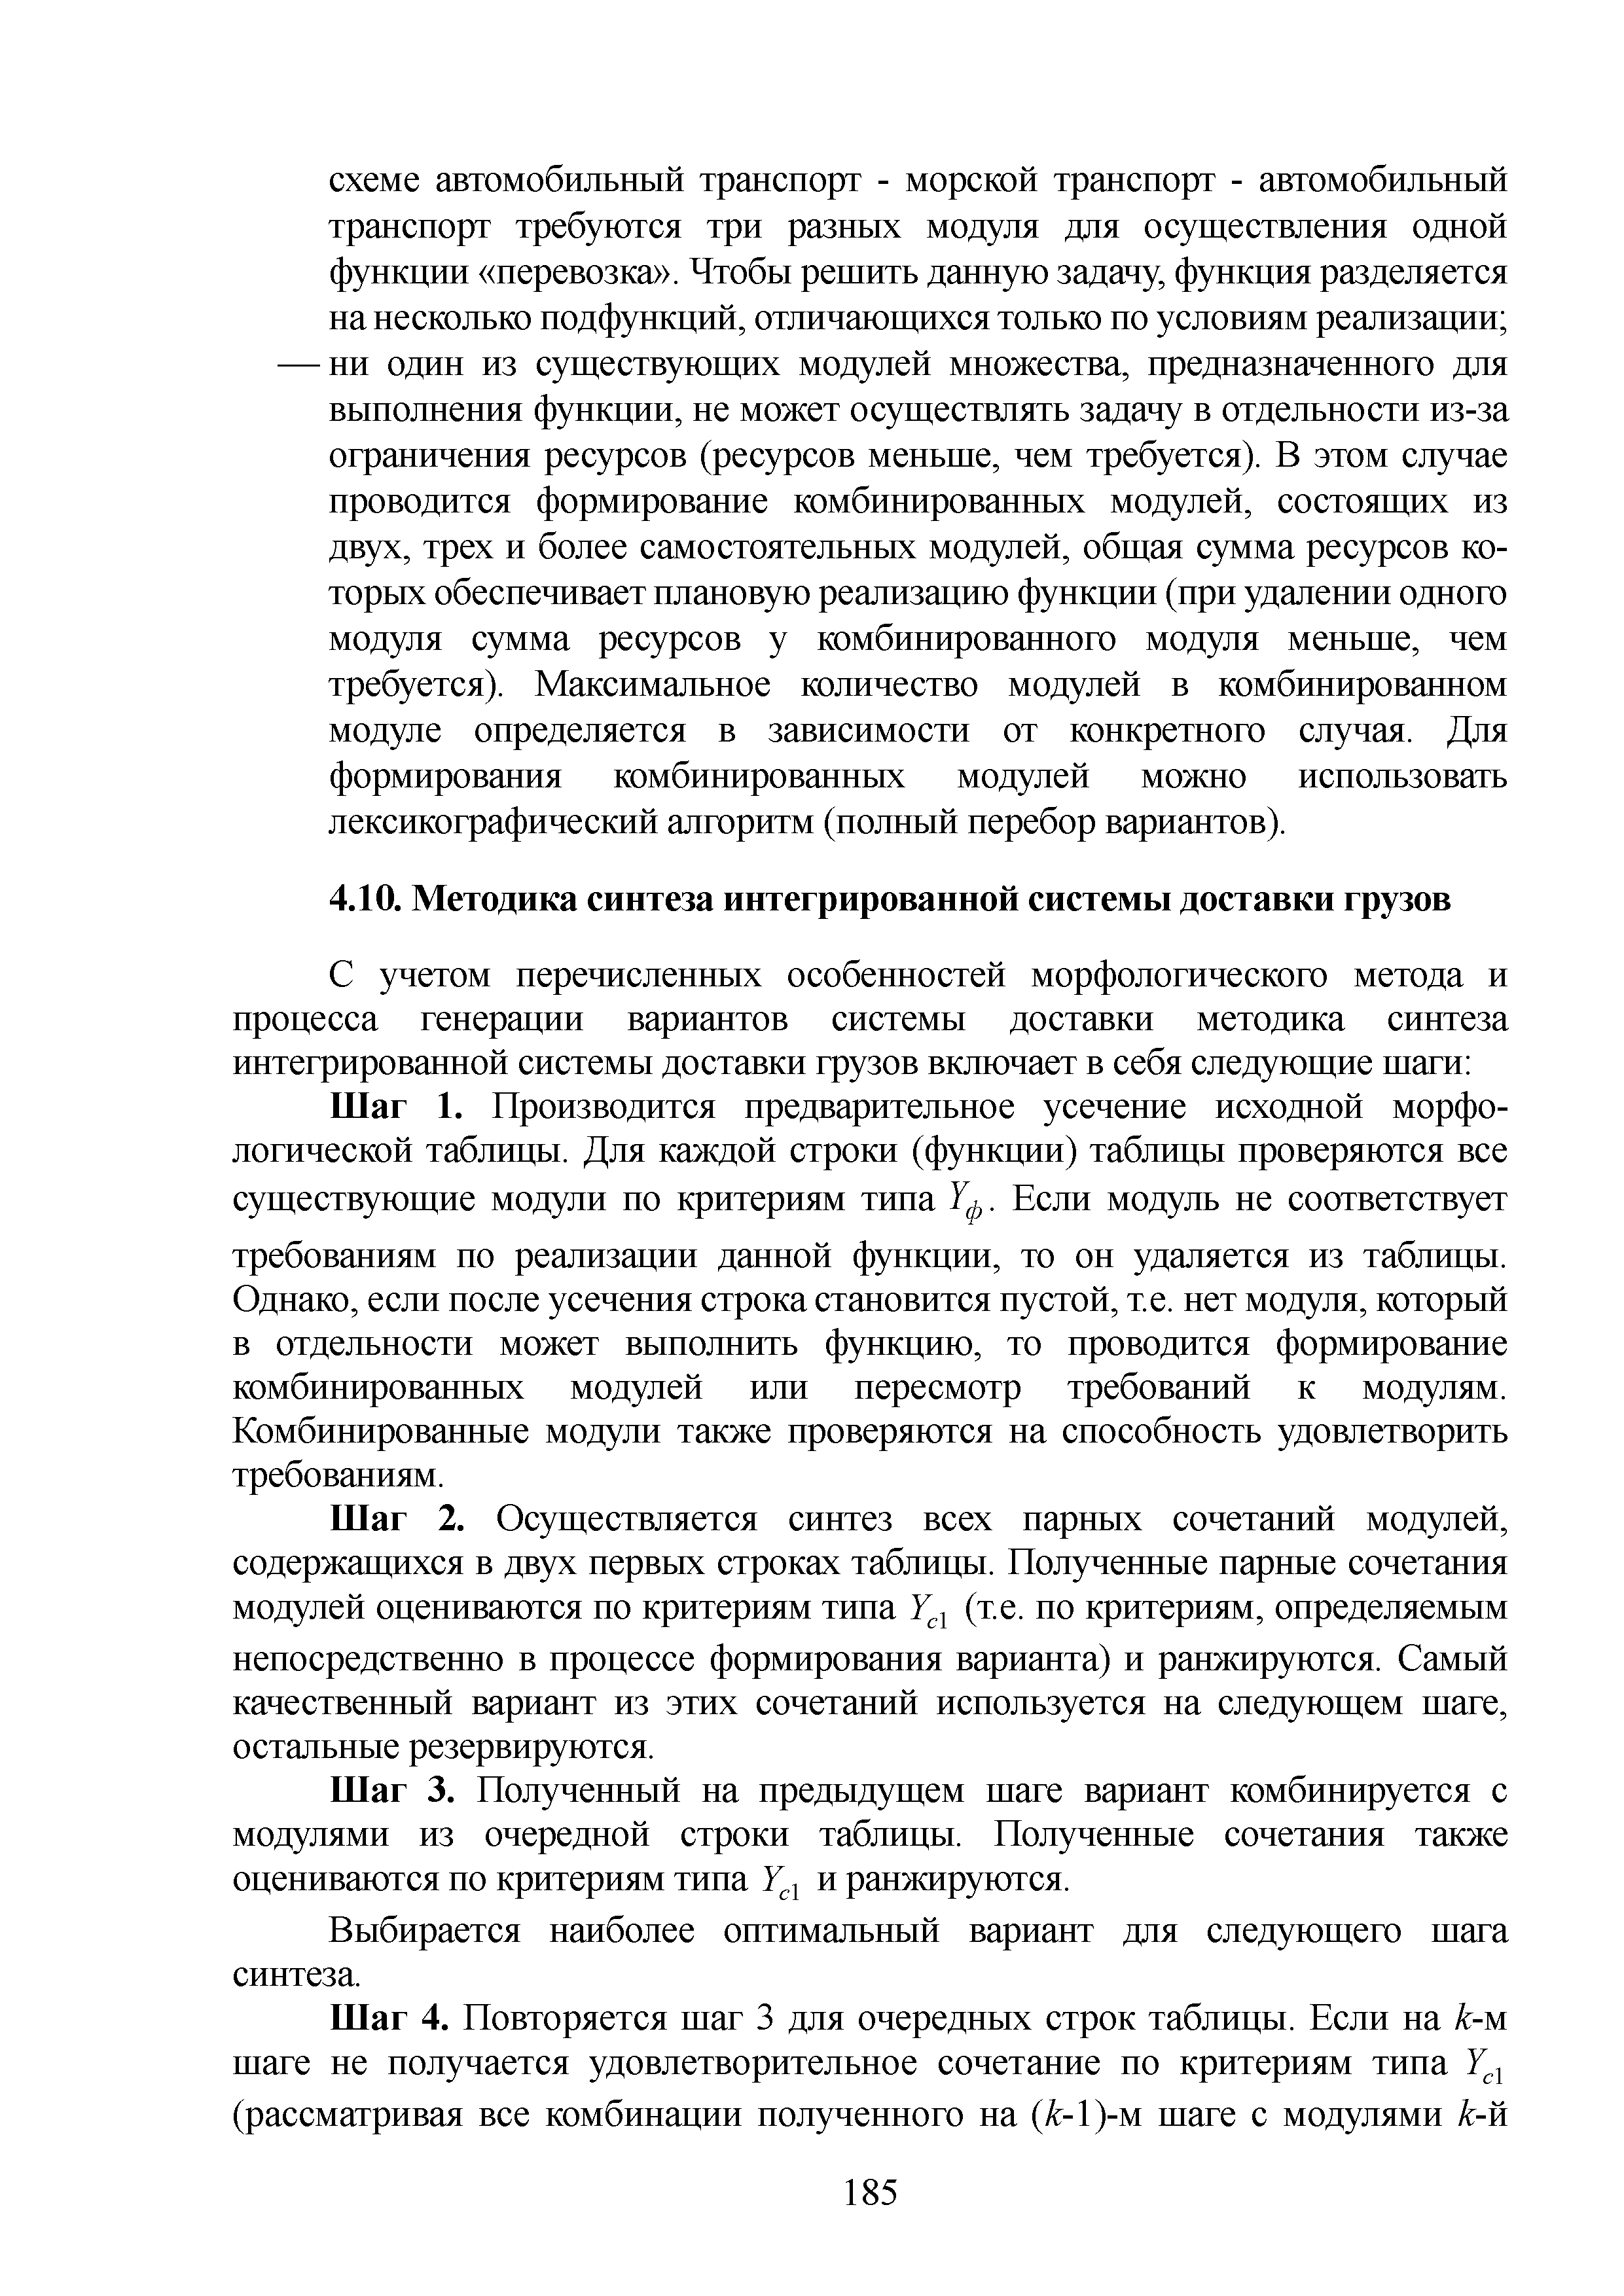 схеме автомобильный транспорт - морской транспорт - автомобильный
транспорт требуются три разных модуля для осуществления одной
функции «перевозка». Чтобы решить данную задачу, функция разделяется
на несколько подфункций, отличающихся только по условиям реализации;
— ни один из существующих модулей множества, предназначенного для
выполнения функции, не может осуществлять задачу в отдельности из-за
ограничения ресурсов (ресурсов меньше, чем требуется). В этом случае
проводится формирование комбинированных модулей, состоящих из
двух, трех и более самостоятельных модулей, общая сумма ресурсов ко-
торых обеспечивает плановую реализацию функции (при удалении одного
модуля сумма ресурсов у комбинированного модуля меньше, чем
требуется). Максимальное количество модулей в комбинированном
модуле определяется в зависимости от конкретного случая. Для
формирования комбинированных модулей можно использовать
лексикографический алгоритм (полный перебор вариантов).
4.10. Методика синтеза интегрированной системы доставки грузов
С учетом перечисленных особенностей морфологического метода и
процесса генерации вариантов системы доставки методика синтеза
интегрированной системы доставки грузов включает в себя следующие шаги:
Шаг 1. Производится предварительное усечение исходной морфо-
логической таблицы. Для каждой строки (функции) таблицы проверяются все
существующие модули по критериям типа Yф. Если модуль не соответствует
требованиям по реализации данной функции, то он удаляется из таблицы.
Однако, если после усечения строка становится пустой, т.е. нет модуля, который
в отдельности может выполнить функцию, то проводится формирование
комбинированных модулей или пересмотр требований к модулям.
Комбинированные модули также проверяются на способность удовлетворить
требованиям.
Шаг 2. Осуществляется синтез всех парных сочетаний модулей,
содержащихся в двух первых строках таблицы. Полученные парные сочетания
модулей оцениваются по критериям типа Yc1 (т.е. по критериям, определяемым
непосредственно в процессе формирования варианта) и ранжируются. Самый
качественный вариант из этих сочетаний используется на следующем шаге,
остальные резервируются.
Шаг 3. Полученный на предыдущем шаге вариант комбинируется с
модулями из очередной строки таблицы. Полученные сочетания также
оцениваются по критериям типа Yc1 и ранжируются.
Выбирается наиболее оптимальный вариант для следующего шага
синтеза.
Шаг 4. Повторяется шаг 3 для очередных строк таблицы. Если на k-м
шаге не получается удовлетворительное сочетание по критериям типа Yc1
(рассматривая все комбинации полученного на (k-1)-м шаге с модулями k-й
185